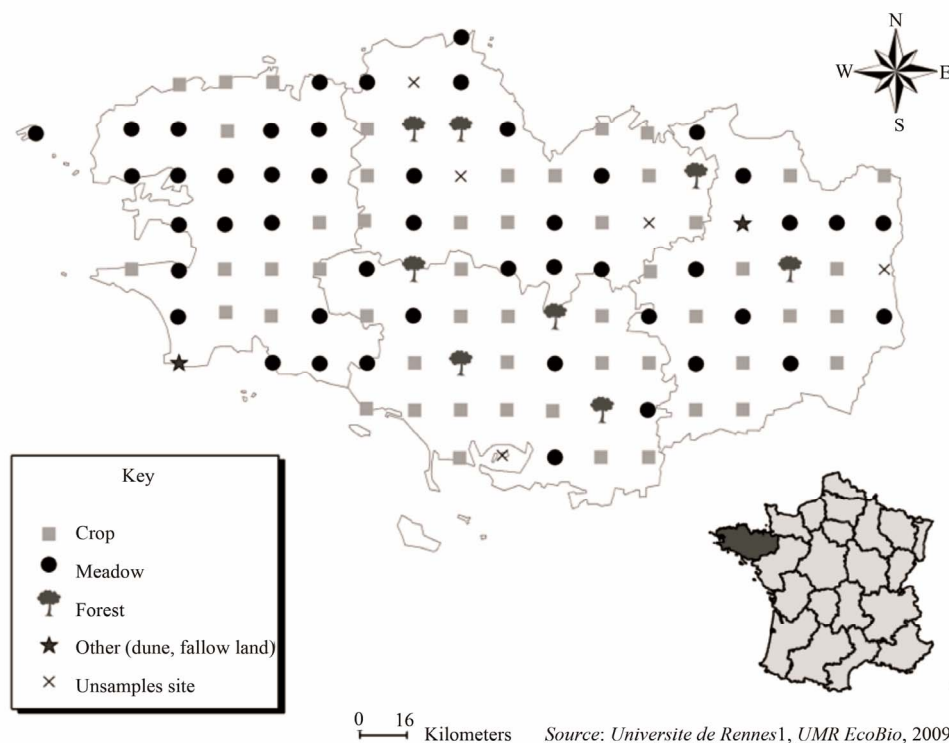 N
W E
S
Key
Crop
Meadow
Forest
Other (dune, fallow land)
Unsamples site
0 16
Kilometers
Source: Universite de Rennes1, UMR EcoBio, 2009